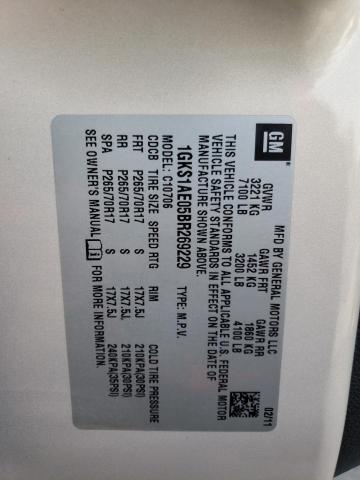 GM
MFD BY GENERAL MOTORS LLC
02/11
GVWR GAWR FRT GAWR RR
3221 KG 1452 KG 1860 KG
7100 LB 3200 LB 4100 LB
THIS VEHICLE CONFORMS TO ALL APPLICABLE U.S. FEDERAL MOTOR
VEHICLE SAFETY STANDARDS IN EFFECT ON THE DATE OF
MANUFACTURE SHOWN ABOVE.
1GKS1AE05BR269229 TYPE: M.P.V.
MODEL: C10706
CDCB TIRE SIZE SPEED RTG RIM COLD TIRE PRESSURE
FRT P265/70R17 S 17X7.5J 210KPA(30PSI)
RR P265/70R17 S 17X7.5J 210KPA(30PSI)
SPA P265/70R17 S 17X7.5J 240KPA(35PSI)
SEE OWNER'S MANUAL FOR MORE INFORMATION.